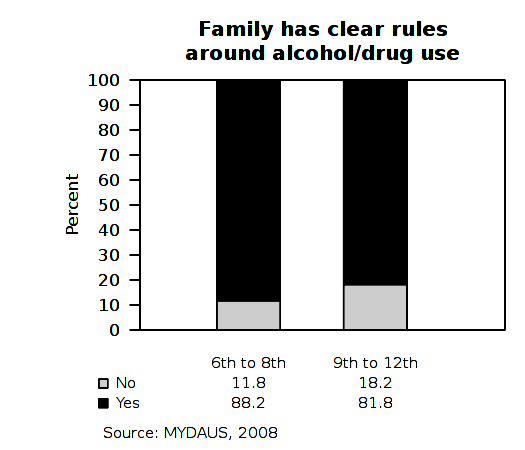 Family has clear rules
around alcohol/drug use
100
90
80
70
60
50
40
30
20
10
0
Percent
6th to 8th 9th to 12th
No 11.8 18.2
Yes 88.2 81.8
Source: MYDAUS, 2008